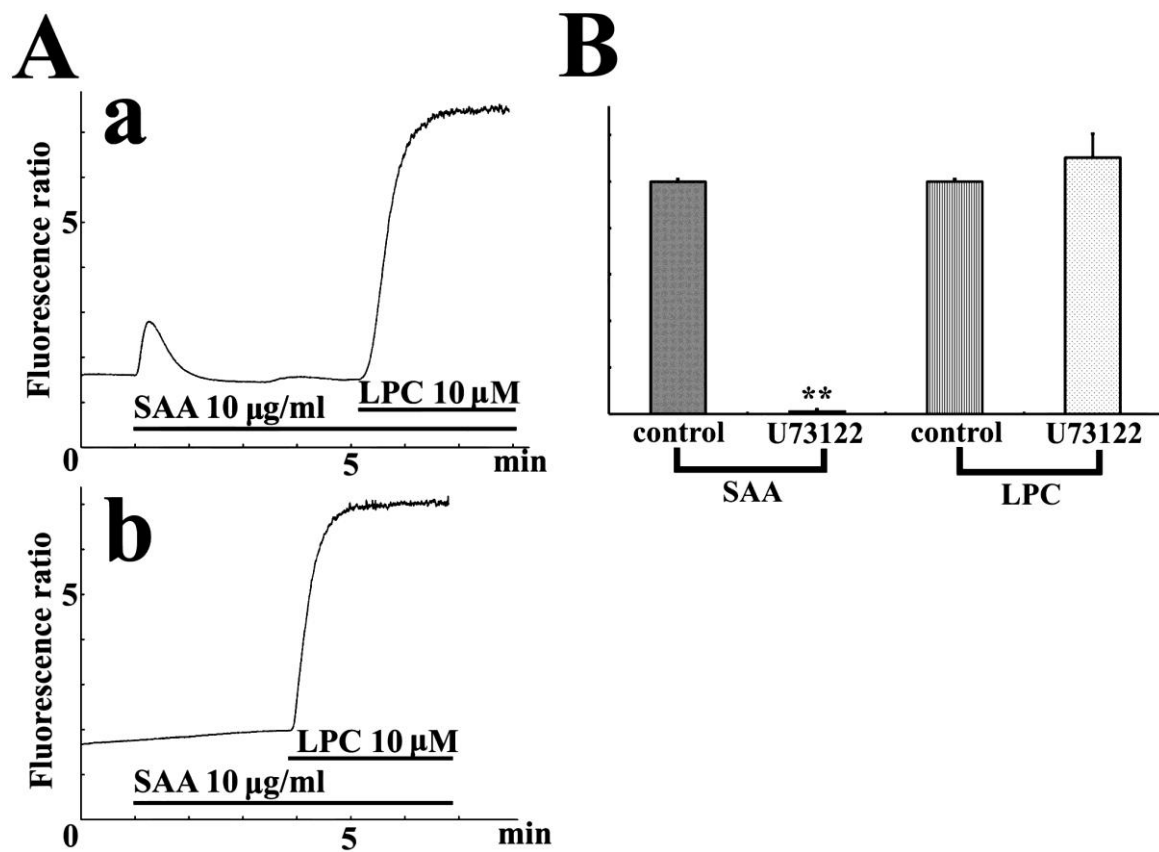 A
a
Fluorescence ratio
5
LPC 10 μM
SAA 10 μg/ml
0
5
min
b
Fluorescence ratio
5
LPC 10 μM
SAA 10 μg/ml
0
5
min
B
**
control U73122 control U73122
SAA LPC